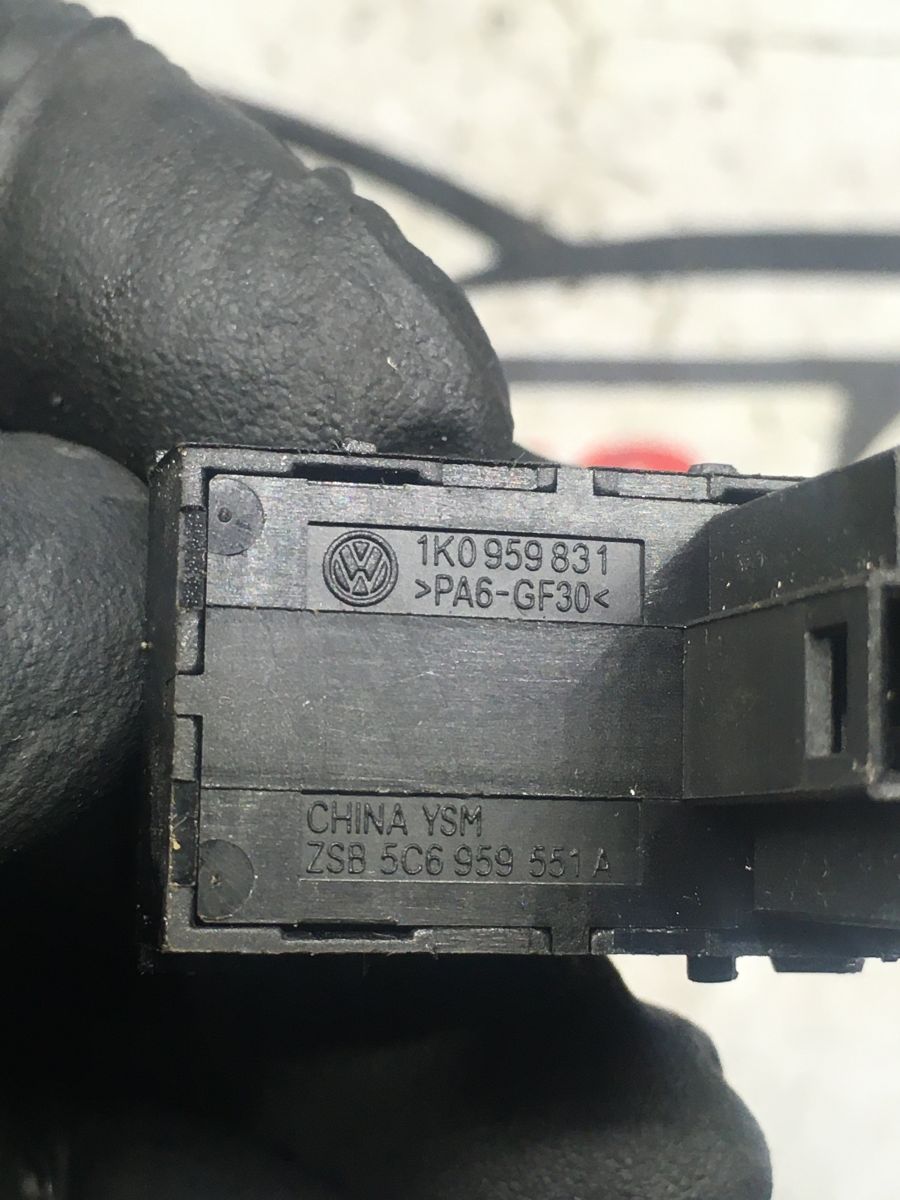 1K0 959 831
>PA6-GF30<
CHINA YSM
ZSB 5C6 959 551 A